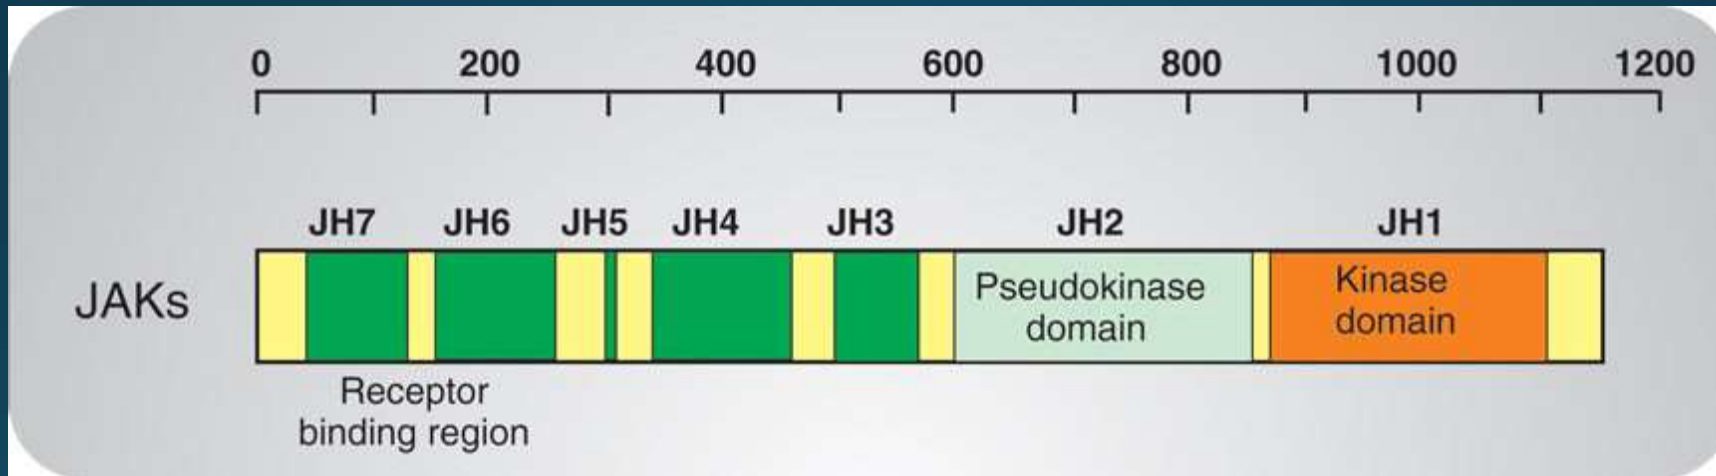 0 200 400 600 800 1000 1200
JH7 JH6 JH5 JH4 JH3 JH2 JH1
JAKs
Pseudokinase
domain
Kinase
domain
Receptor
binding region